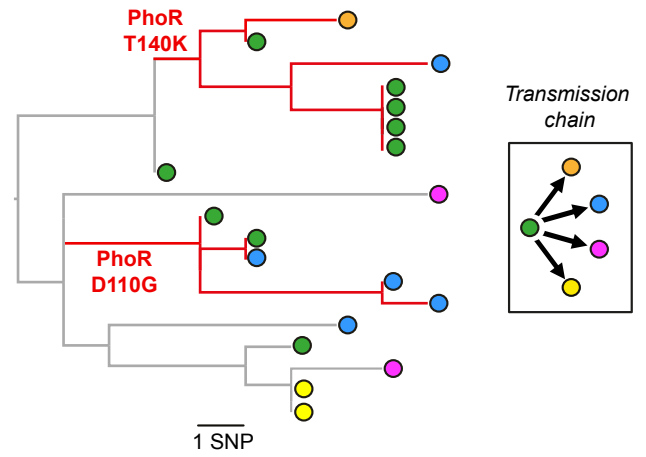 PhoR
T140K
Transmission
chain
PhoR
D110G
1 SNP